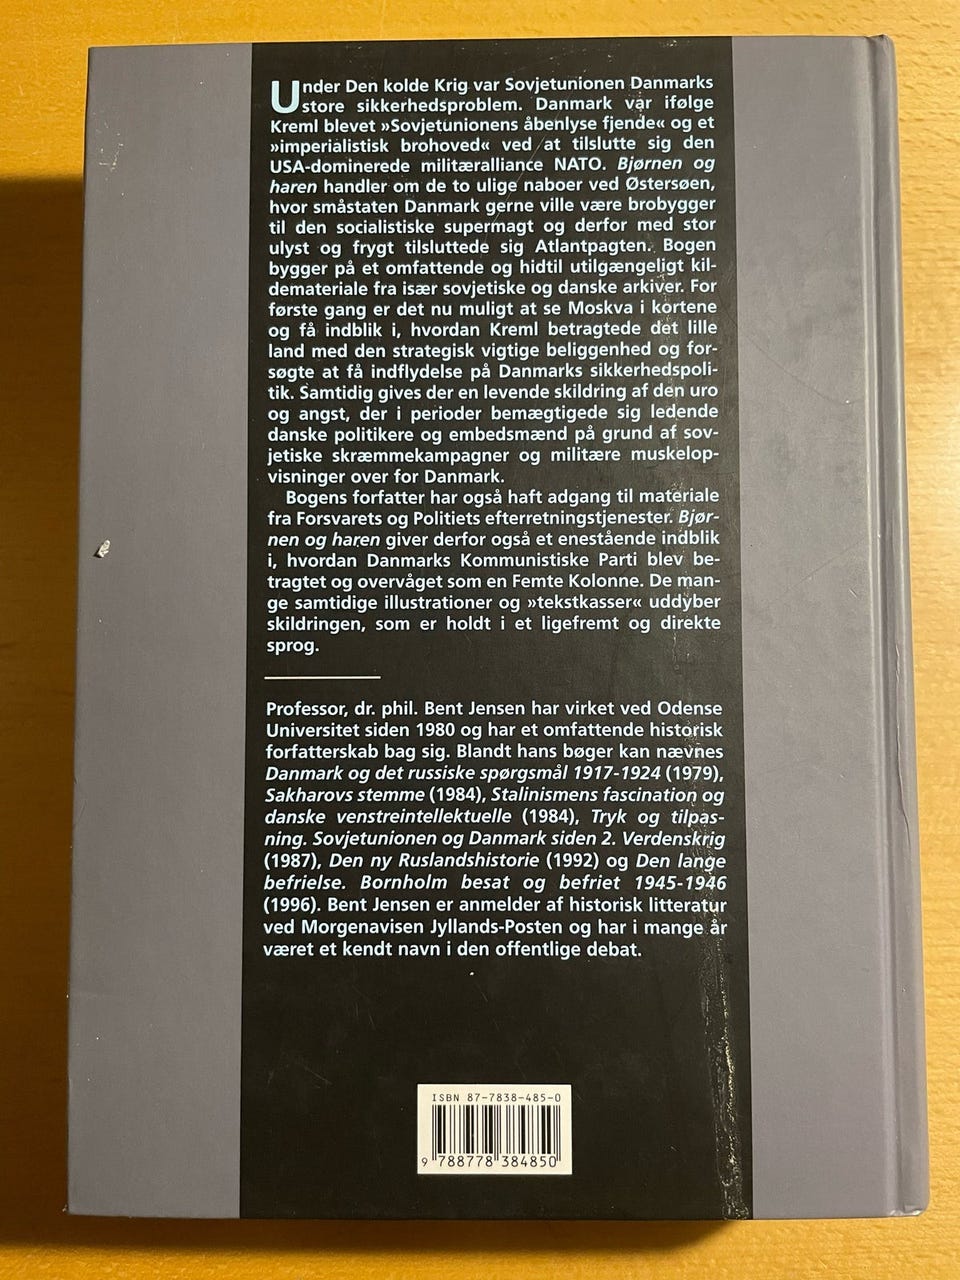 Under Den kolde Krig var Sovjetunionen Danmarks
store sikkerhedsproblem. Danmark var ifølge
Kreml blevet »Sovjetunionens åbenlyse fjende« og et
»imperialistisk brohoved« ved at tilslutte sig den
USA-dominerede militæralliance NATO. Bjørnen og
haren handler om de to ulige naboer ved Østersøen,
hvor småstaten Danmark gerne ville være brobygger
til den socialistiske supermagt og derfor med stor
ulyst og frygt tilsluttede sig Atlantpagten. Bogen
bygger på et omfattende og hidtil utilgængeligt kil-
demateriale fra især sovjetiske og danske arkiver. For
første gang er det nu muligt at se Moskva i kortene
og få indblik i, hvordan Kreml betragtede det lille
land med den strategisk vigtige beliggenhed og for-
søgte at få indflydelse på Danmarks sikkerhedspoli-
tik. Samtidig gives der en levende skildring af den uro
og angst, der i perioder bemægtigede sig ledende
danske politikere og embedsmænd på grund af sov-
jetiske skræmmekampagner og militære muskelop-
visninger over for Danmark.
Bogens forfatter har også haft adgang til materiale
fra Forsvarets og Politiets efterretningstjenester. Bjør-
nen og haren giver derfor også et enestående indblik
i, hvordan Danmarks Kommunistiske Parti blev be-
tragtet og overvåget som en Femte Kolonne. De man-
ge samtidige illustrationer og »tekstkasser« uddyber
skildringen, som er holdt i et ligefremt og direkte
sprog.
Professor, dr. phil. Bent Jensen har virket ved Odense
Universitet siden 1980 og har et omfattende historisk
forfatterskab bag sig. Blandt hans bøger kan nævnes
Danmark og det russiske spørgsmål 1917-1924 (1979),
Sakharovs stemme (1984), Stalinismens fascination og
danske venstreintellektuelle (1984), Tryk og tilpas-
ning. Sovjetunionen og Danmark siden 2. Verdenskrig
(1987), Den ny Ruslandshistorie (1992) og Den lange
befrielse. Bornholm besat og befriet 1945-1946
(1996). Bent Jensen er anmelder af historisk litteratur
ved Morgenavisen Jyllands-Posten og har i mange år
været et kendt navn i den offentlige debat.
ISBN 87-7838-485-0
9 788778 384850